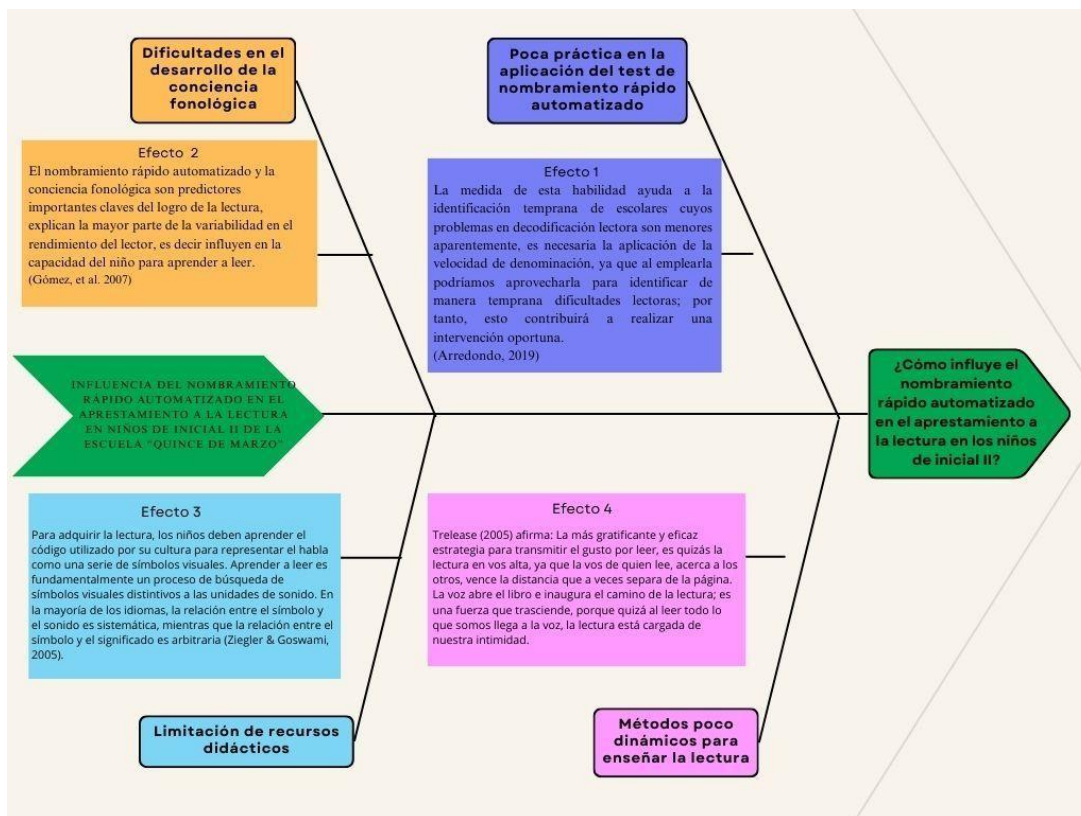 Dificultades en el
desarrollo de la
conciencia
fonológica
Poca práctica en la
aplicación del test de
nombramiento rápido
automatizado
Efecto 2
El nombramiento rápido automatizado y la
conciencia fonológica son predictores
importantes claves del logro de la lectura,
explican la mayor parte de la variabilidad en el
rendimiento del lector, es decir influyen en la
capacidad del niño para aprender a leer.
(Gómez, et al. 2007)
Efecto 1
La medida de esta habilidad ayuda a la
identificación temprana de escolares cuyos
problemas en decodificación lectora son menores
aparentemente, es necesaria la aplicación de la
velocidad de denominación, ya que al emplearla
podríamos aprovecharla para identificar de
manera temprana dificultades lectoras; por
tanto, esto contribuirá a realizar una
intervención oportuna.
(Arredondo, 2019)
INFLUENCIA DEL NOMBRAMIENTO
RÁPIDO AUTOMATIZADO EN EL
APRESTAMIENTO A LA LECTURA
EN NIÑOS DE INICIAL II DE LA
ESCUELA "QUINCE DE MARZO"
¿Cómo influye el
nombramiento
rápido automatizado
en el aprestamiento a
la lectura en los niños
de inicial II?
Efecto 3
Para adquirir la lectura, los niños deben aprender el
código utilizado por su cultura para representar el habla
como una serie de símbolos visuales. Aprender a leer es
fundamentalmente un proceso de búsqueda de
símbolos visuales distintivos a las unidades de sonido. En
la mayoría de los idiomas, la relación entre el símbolo y
el sonido es sistemática, mientras que la relación entre el
símbolo y el significado es arbitraria (Ziegler & Goswami,
2005).
Efecto 4
Trelease (2005) afirma: La más gratificante y eficaz
estrategia para transmitir el gusto por leer, es quizás la
lectura en vos alta, ya que la vos de quien lee, acerca a los
otros, vence la distancia que a veces separa de la página.
La voz abre el libro e inaugura el camino de la lectura; es
una fuerza que trasciende, porque quizá al leer todo lo
que somos llega a la voz, la lectura está cargada de
nuestra intimidad.
Limitación de recursos
didácticos
Métodos poco
dinámicos para
enseñar la lectura